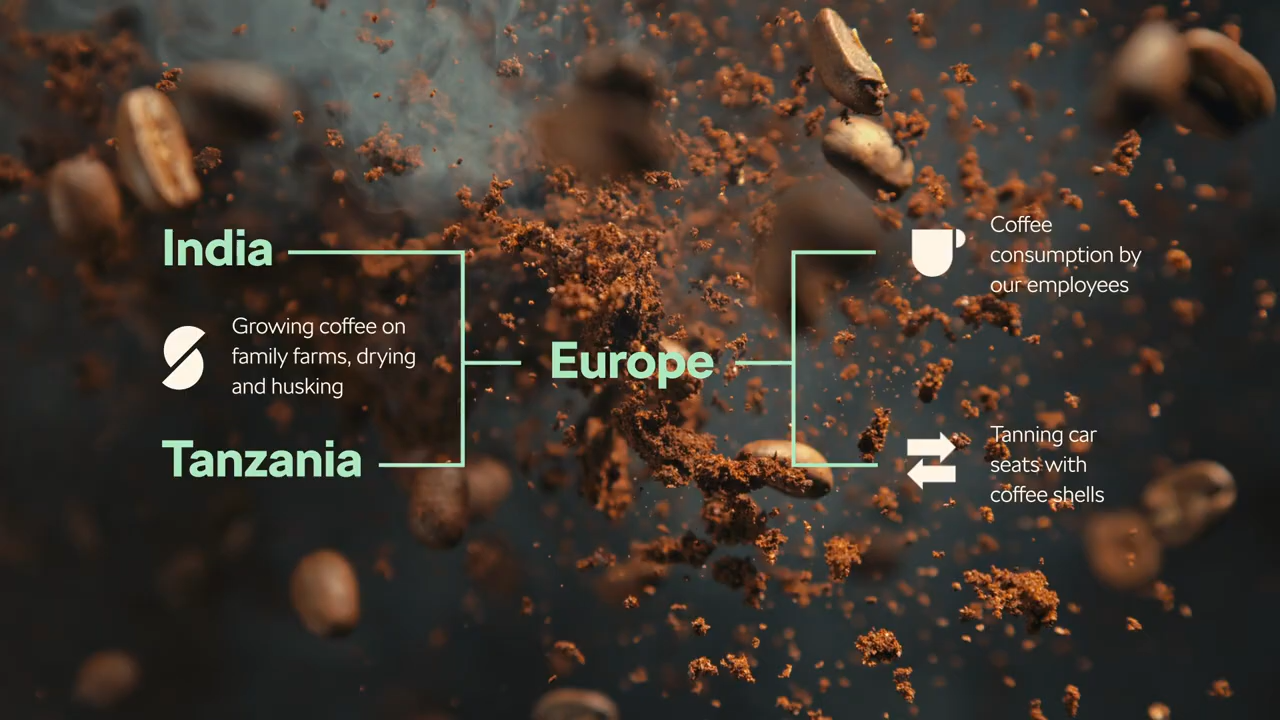 India
Growing coffee on
family farms, drying
and husking
Tanzania
Europe
Coffee
consumption by
our employees
Tanning car
seats with
coffee shells